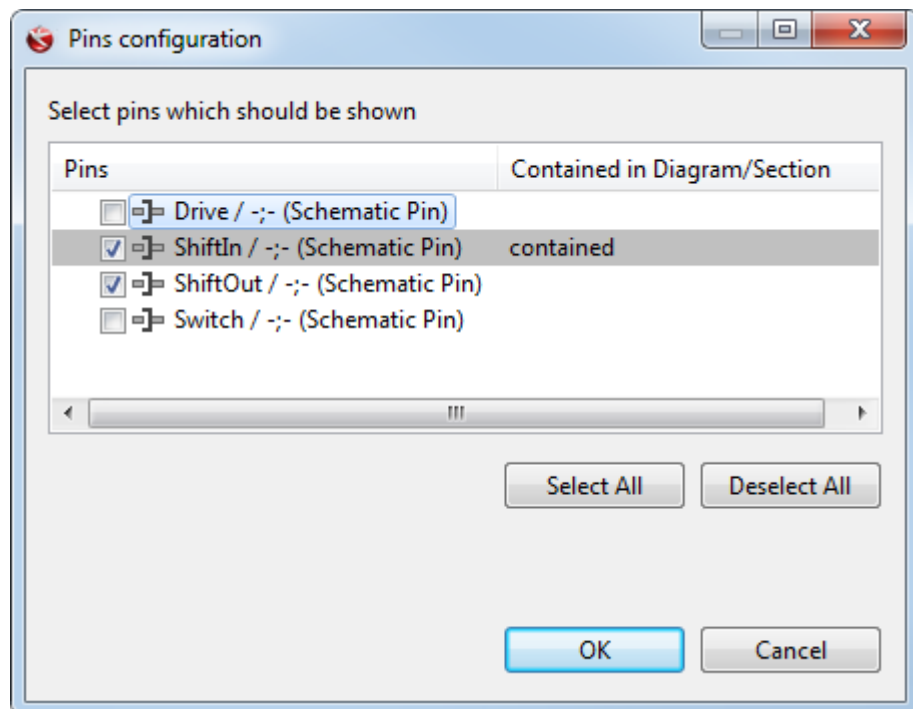 Pins configuration
Select pins which should be shown
Pins Contained in Diagram/Section
Drive / -;- (Schematic Pin)
ShiftIn / -;- (Schematic Pin) contained
ShiftOut / -;- (Schematic Pin)
Switch / -;- (Schematic Pin)
Select All Deselect All
OK Cancel